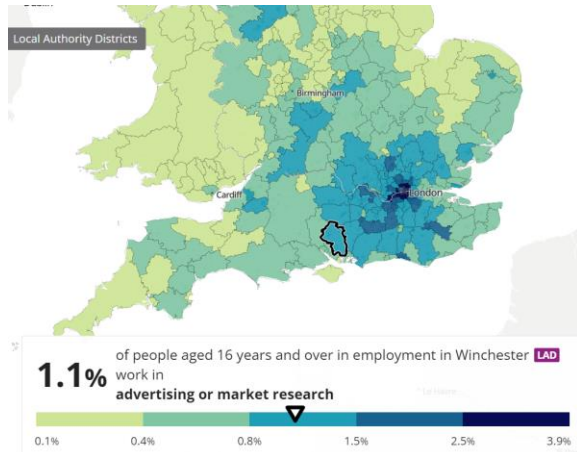 Local Authority Districts
Birmingham
Cardiff
London
1.1%
of people aged 16 years and over in employment in Winchester LAD
work in
advertising or market research
0.1%
0.4%
0.8%
1.5%
2.5%
3.9%